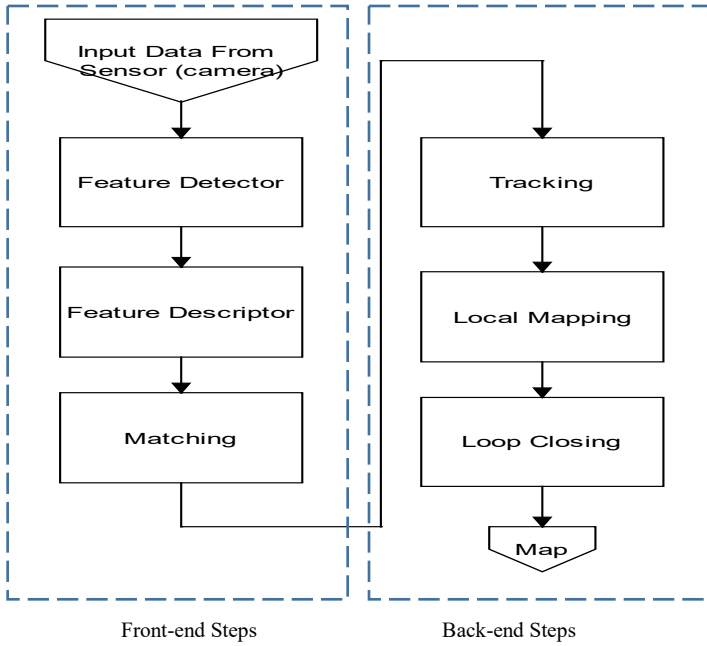 Input Data From
Sensor (camera)
Feature Detector
Feature Descriptor
Matching
Tracking
Local Mapping
Loop Closing
Map
Front-end Steps
Back-end Steps